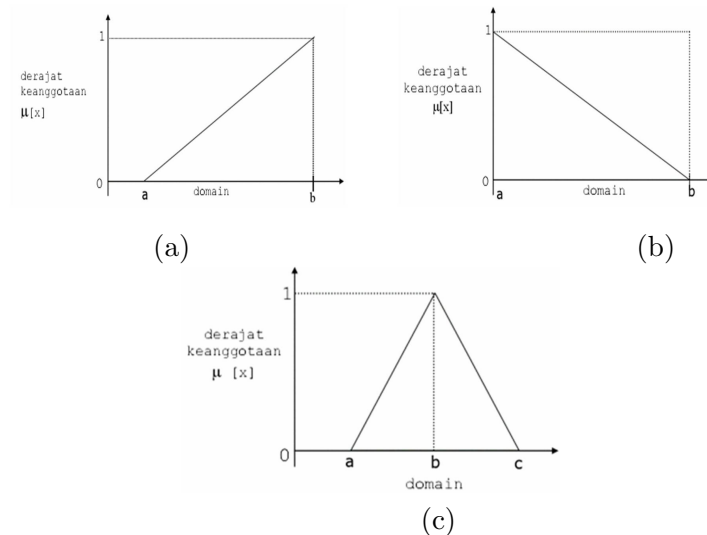 1
derajat
keanggotaan
μ[x]
0
a
domain
b
(a)
1
derajat
keanggotaan
μ[x]
0
a
domain
b
(b)
1
derajat
keanggotaan
μ [x]
0
a
b
c
domain
(c)